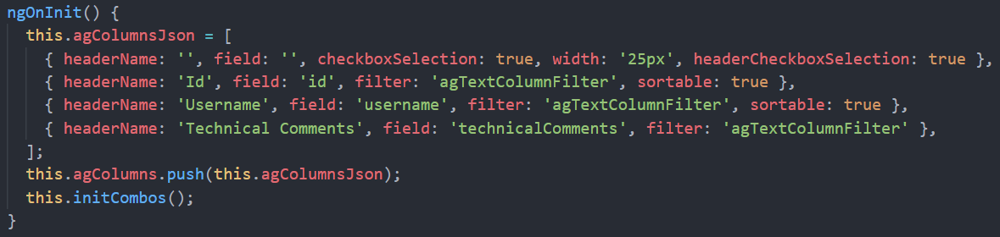 ngOnInit() {
this.agColumnsJson = [
{ headerName: '', field: '', checkboxSelection: true, width: '25px', headerCheckboxSelection: true },
{ headerName: 'Id', field: 'id', filter: 'agTextColumnFilter', sortable: true },
{ headerName: 'Username', field: 'username', filter: 'agTextColumnFilter', sortable: true },
{ headerName: 'Technical Comments', field: 'technicalComments', filter: 'agTextColumnFilter' },
];
this.agColumns.push(this.agColumnsJson);
this.initCombos();
}